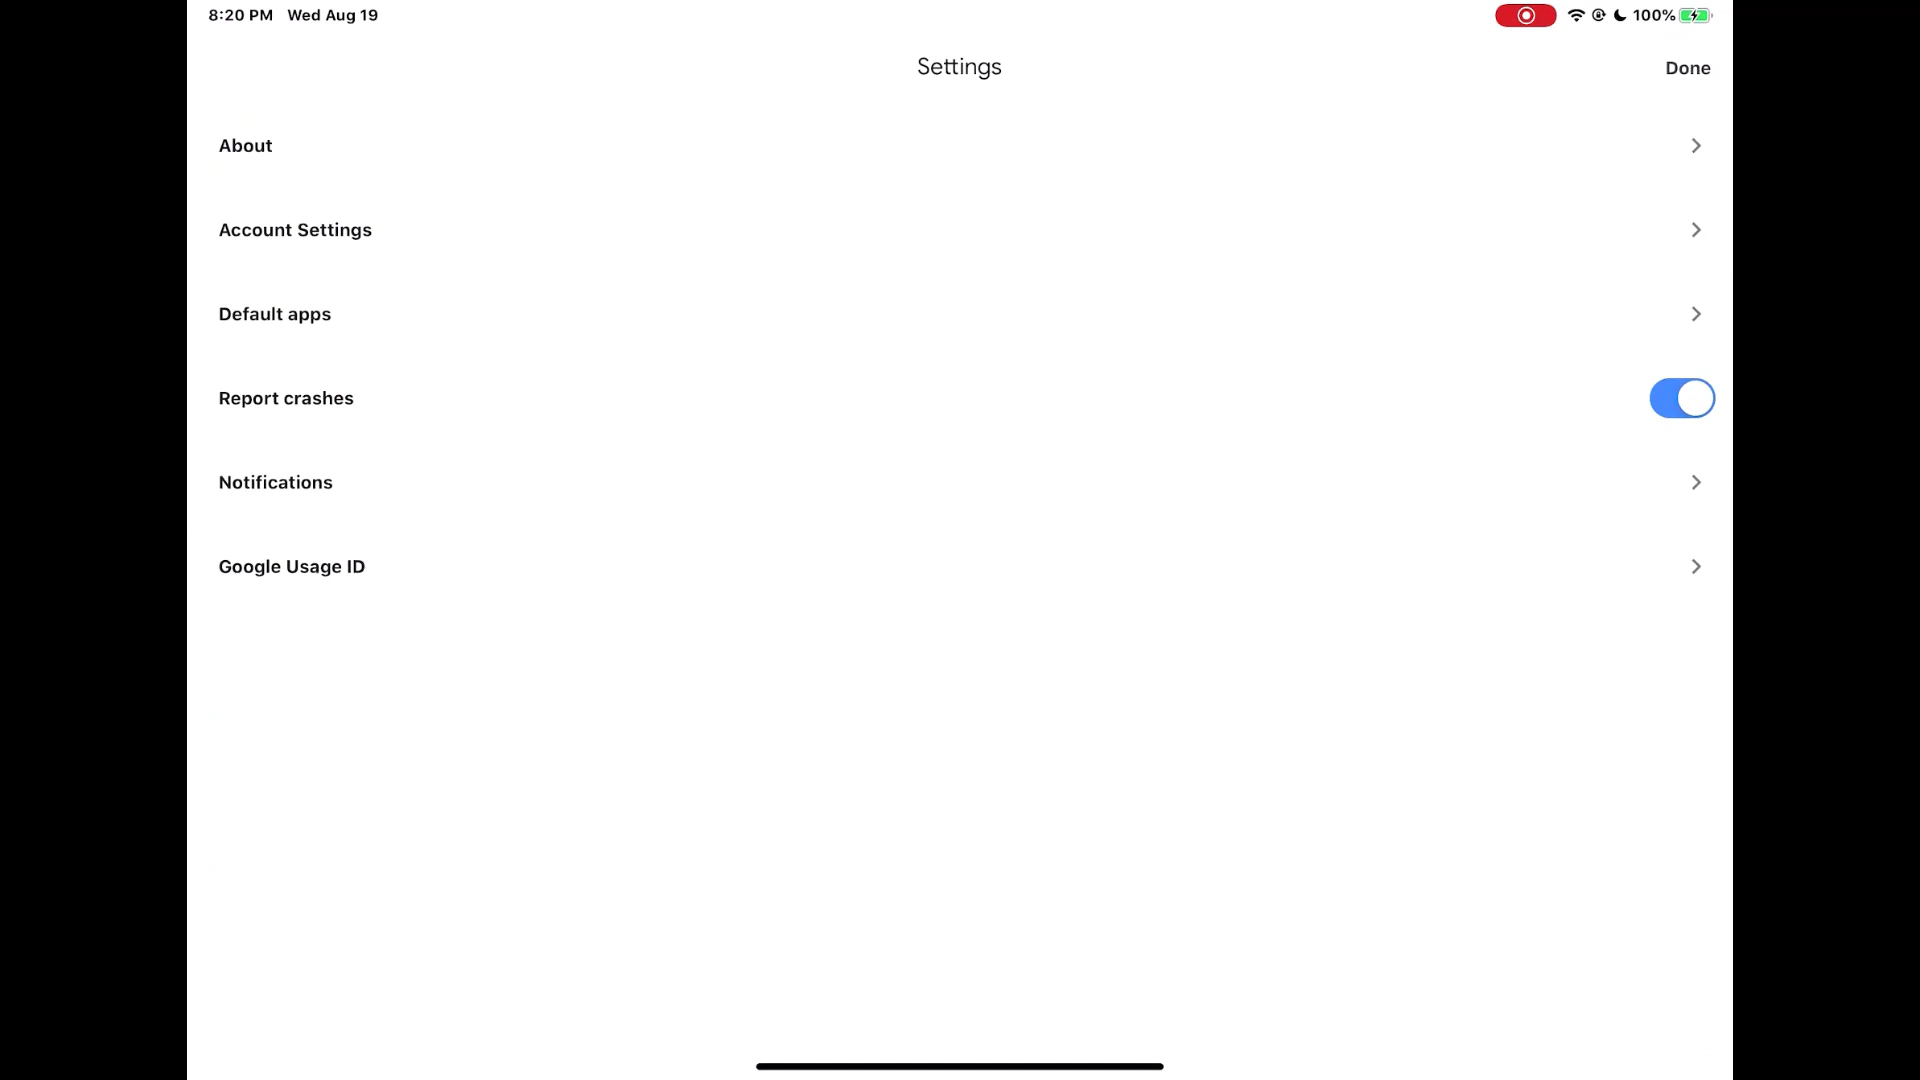 8:20 PM Wed Aug 19
100%
Settings
Done
About
Account Settings
Default apps
Report crashes
Notifications
Google Usage ID